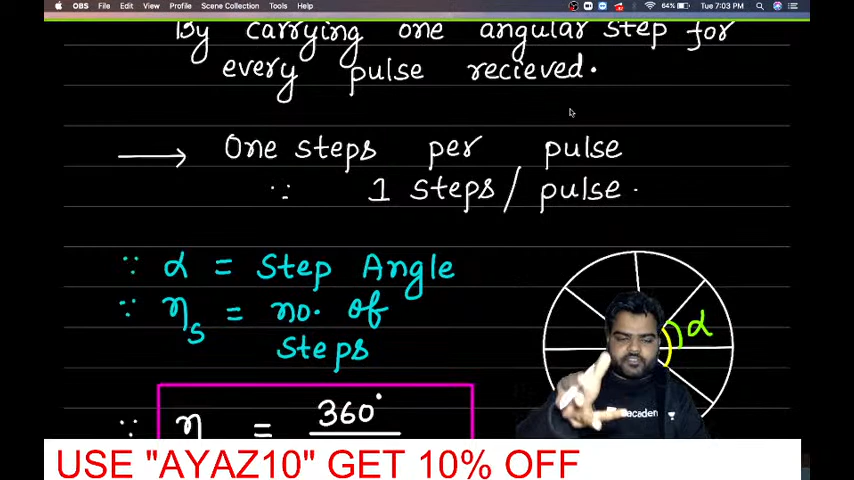 OBS File Edit View Profile Scene Collection Tools Help 64% Tue 7:03 PM
By carrying one angular step for
every pulse recieved.
→ One steps per pulse
∵ 1 steps / pulse.
∵ α = Step Angle
∵ ηs = no. of
steps
α
∵ η = 360°
USE "AYAZ10" GET 10% OFF